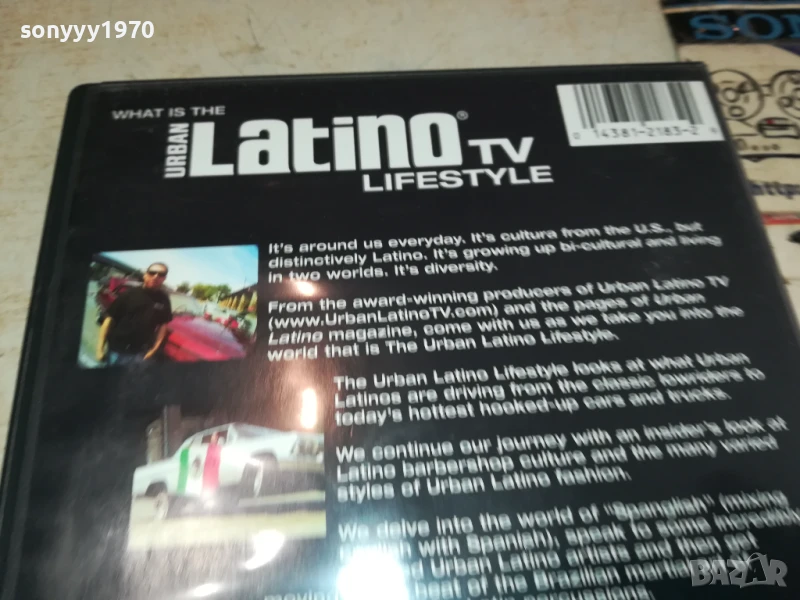 sonyyy1970
SON
WHAT IS THE
URBAN Latino® TV
LIFESTYLE
0 14381-2183-2 9
It's around us everyday. It's cultura from the U.S., but
distinctively Latino. It's growing up bi-cultural and living
in two worlds. It's diversity.
From the award-winning producers of Urban Latino TV
(www.UrbanLatinoTV.com) and the pages of Urban
Latino magazine, come with us as we take you into the
world that is The Urban Latino Lifestyle.
The Urban Latino Lifestyle looks at what Urban
Latinos are driving from the classic lowriders to
today's hottest hooked-up cars and trucks.
We continue our journey with an insider's look at
Latino barbershop culture and the many varied
styles of Urban Latino fashion.
We delve into the world of "Spanglish" (mixing
English with Spanish), speak to some incredibly
Urban Latino artists and then get
moving beat of the Brazilian martial
percussions
BAZAR